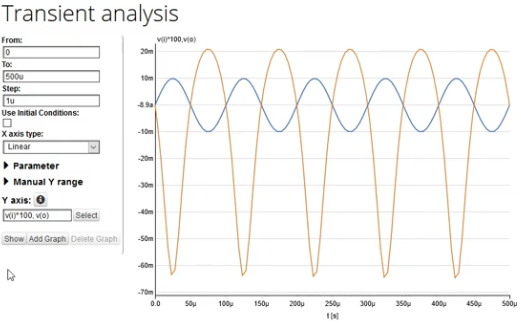 Transient analysis
From:
0
To:
500u
Step:
1u
Use Initial Conditions:
X axis type:
Linear
Parameter
Manual Y range
Y axis:
v(i)*100, v(o)
Select
Show Add Graph Delete Graph
v(i)*100,v(o)
20m
10m
-8.9a
-10m
-20m
-30m
-40m
-50m
-60m
-70m
0.0 50μ 100μ 150μ 200μ 250μ 300μ 350μ 400μ 450μ 500μ
t [s]